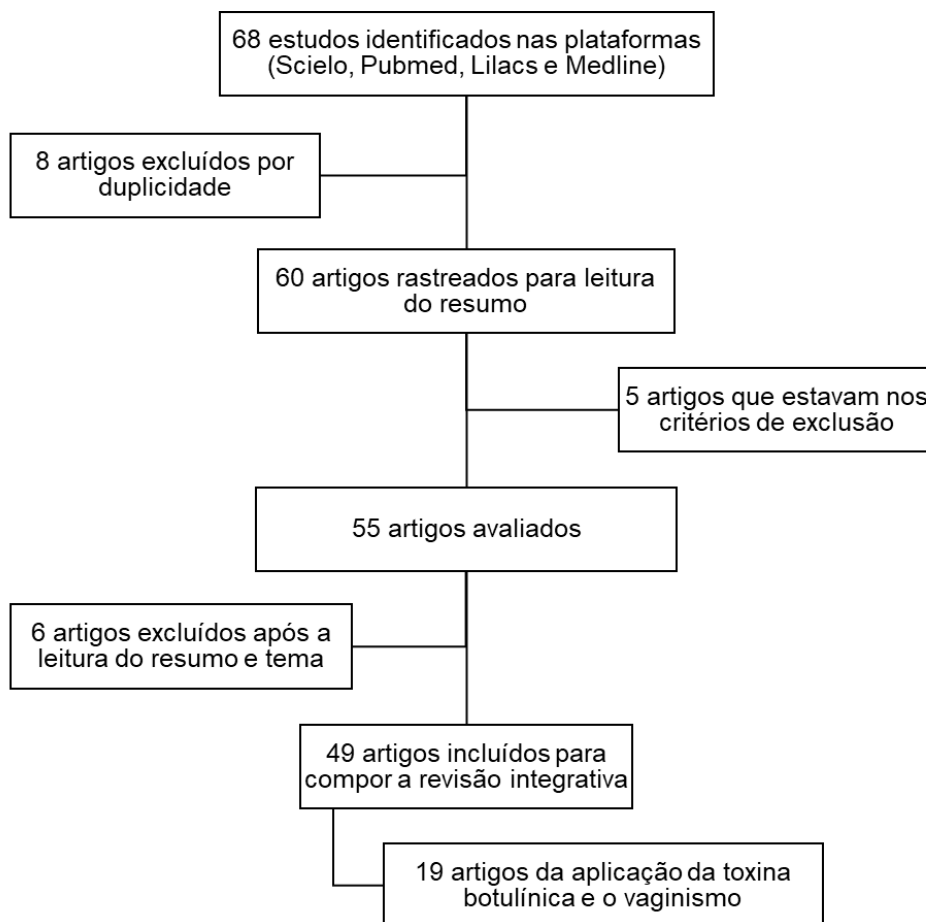 68 estudos identificados nas plataformas
(Scielo, Pubmed, Lilacs e Medline)
8 artigos excluídos por
duplicidade
60 artigos rastreados para leitura
do resumo
5 artigos que estavam nos
critérios de exclusão
55 artigos avaliados
6 artigos excluídos após a
leitura do resumo e tema
49 artigos incluídos para
compor a revisão integrativa
19 artigos da aplicação da toxina
botulínica e o vaginismo